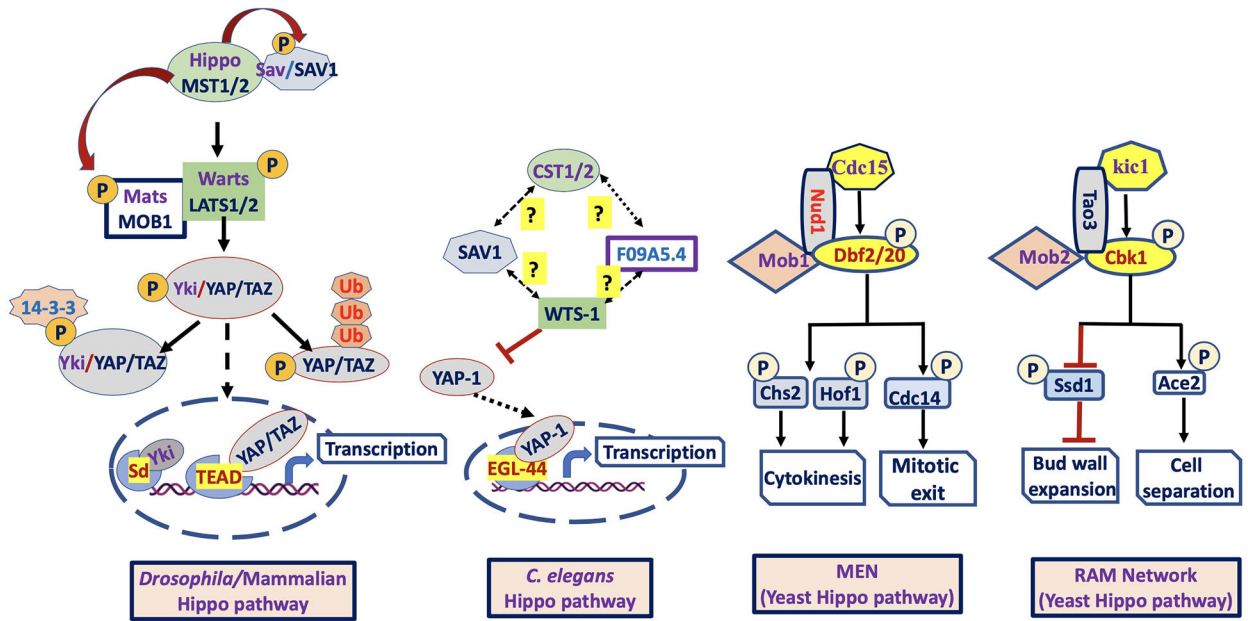 P
Hippo
MST1/2
Sav/SAV1
P
P
Mats
MOB1
Warts
LATS1/2
P
Yki/YAP/TAZ
14-3-3
P
Yki/YAP/TAZ
Ub
Ub
Ub
P
YAP/TAZ
Sd
Yki
TEAD
YAP/TAZ
Transcription
Drosophila/Mammalian
Hippo pathway
CST1/2
?
?
SAV1
F09A5.4
?
?
WTS-1
YAP-1
YAP-1
EGL-44
Transcription
C. elegans
Hippo pathway
Cdc15
Nud1
P
Mob1
Dbf2/20
P
P
P
Chs2
Hof1
Cdc14
Cytokinesis
Mitotic
exit
MEN
(Yeast Hippo pathway)
kic1
Tao3
P
Mob2
Cbk1
P
P
Ssd1
Ace2
Bud wall
expansion
Cell
separation
RAM Network
(Yeast Hippo pathway)